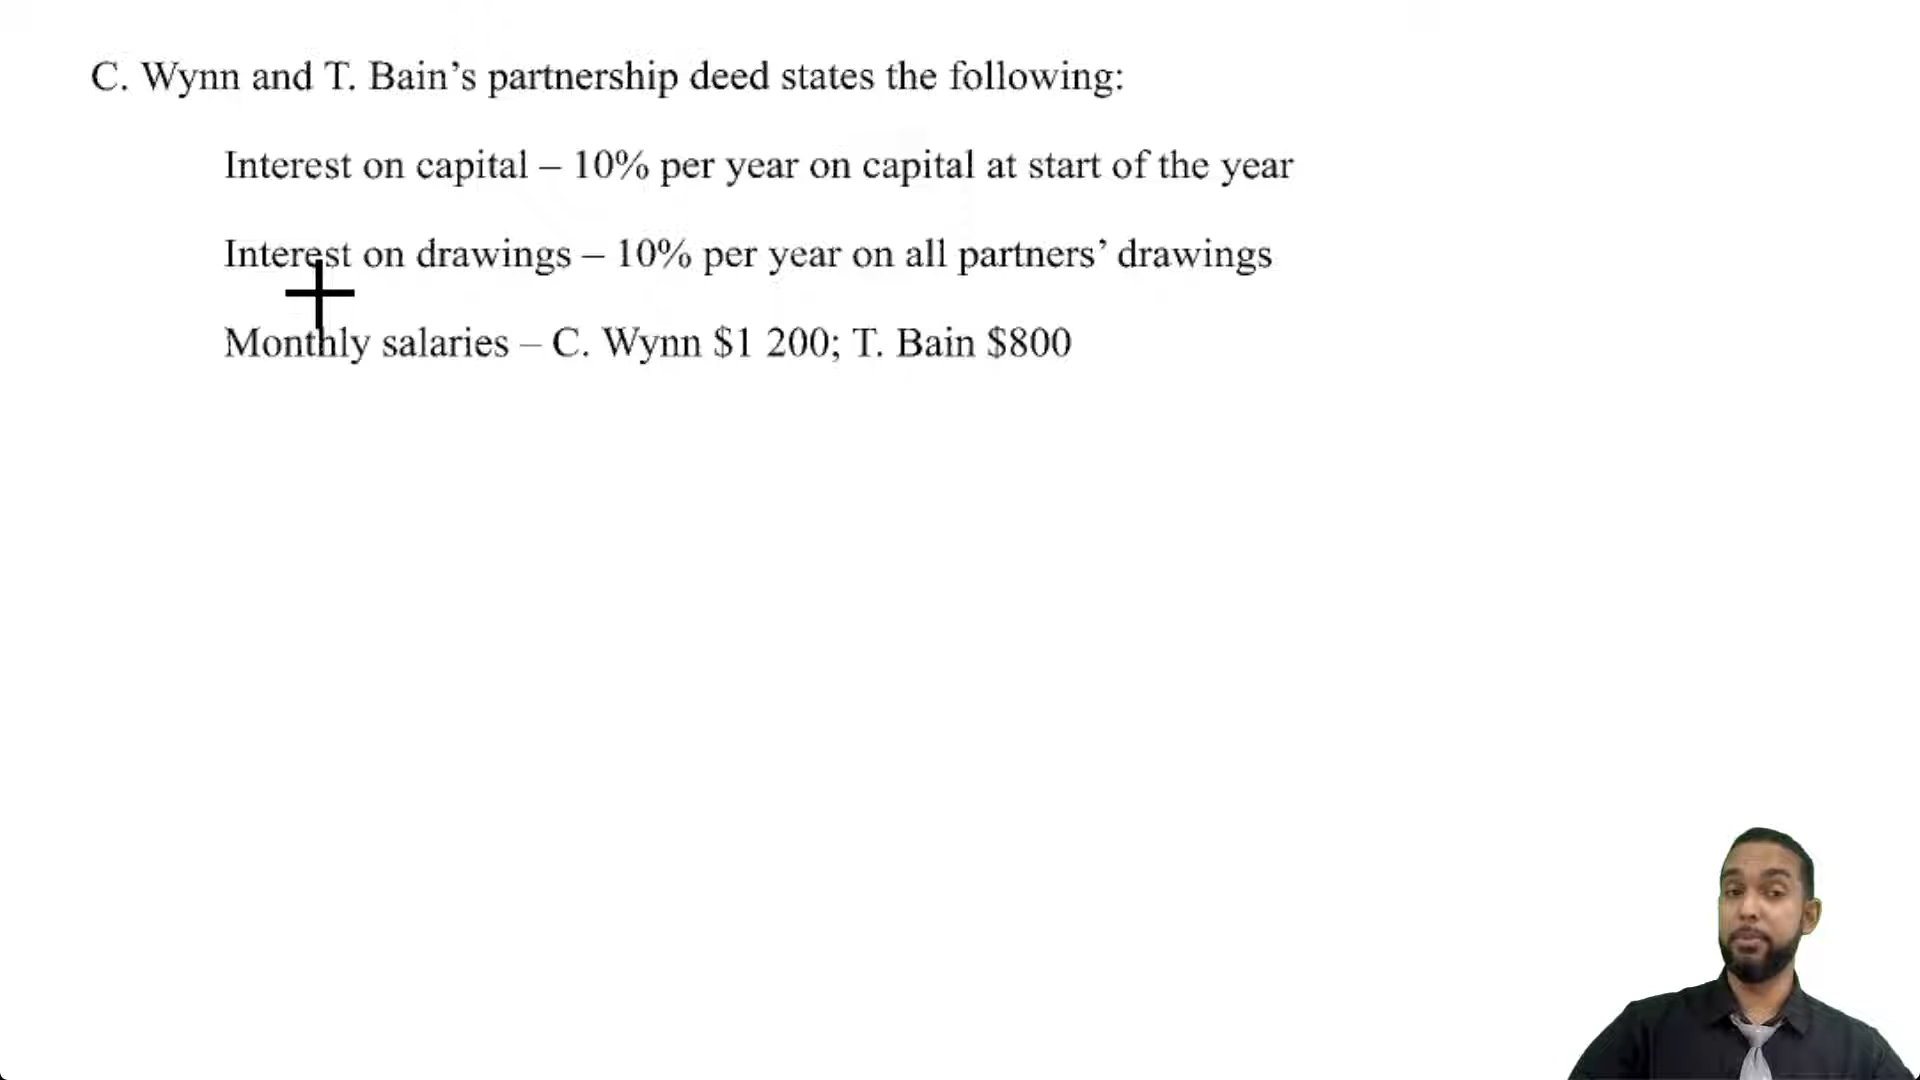 C. Wynn and T. Bain’s partnership deed states the following:
Interest on capital – 10% per year on capital at start of the year
Interest on drawings – 10% per year on all partners’ drawings
Monthly salaries – C. Wynn $1 200; T. Bain $800